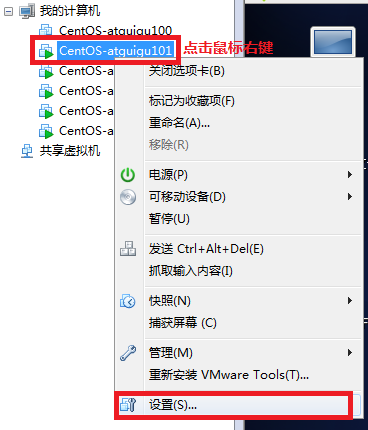 我的计算机
CentOS-atguigu100
CentOS-atguigu101 点击鼠标右键
CentOS-a
关闭选项卡(B)
CentOS-a
标记为收藏项(F)
CentOS-a
重命名(A)...
CentOS-a
移除(R)
共享虚拟机
电源(P)
可移动设备(D)
暂停(U)
发送 Ctrl+Alt+Del(E)
抓取输入内容(I)
快照(N)
捕获屏幕 (C)
管理(M)
重新安装 VMware Tools(T)...
设置(S)...